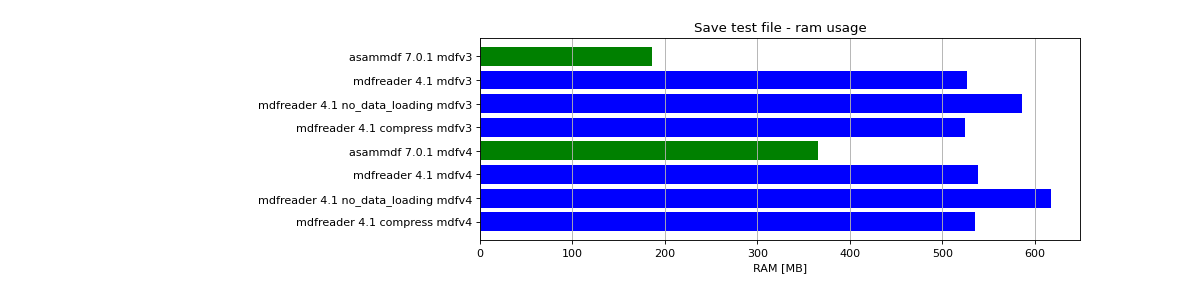 Save test file - ram usage
asammdf 7.0.1 mdfv3
mdfreader 4.1 mdfv3
mdfreader 4.1 no_data_loading mdfv3
mdfreader 4.1 compress mdfv3
asammdf 7.0.1 mdfv4
mdfreader 4.1 mdfv4
mdfreader 4.1 no_data_loading mdfv4
mdfreader 4.1 compress mdfv4
0 100 200 300 400 500 600
RAM [MB]